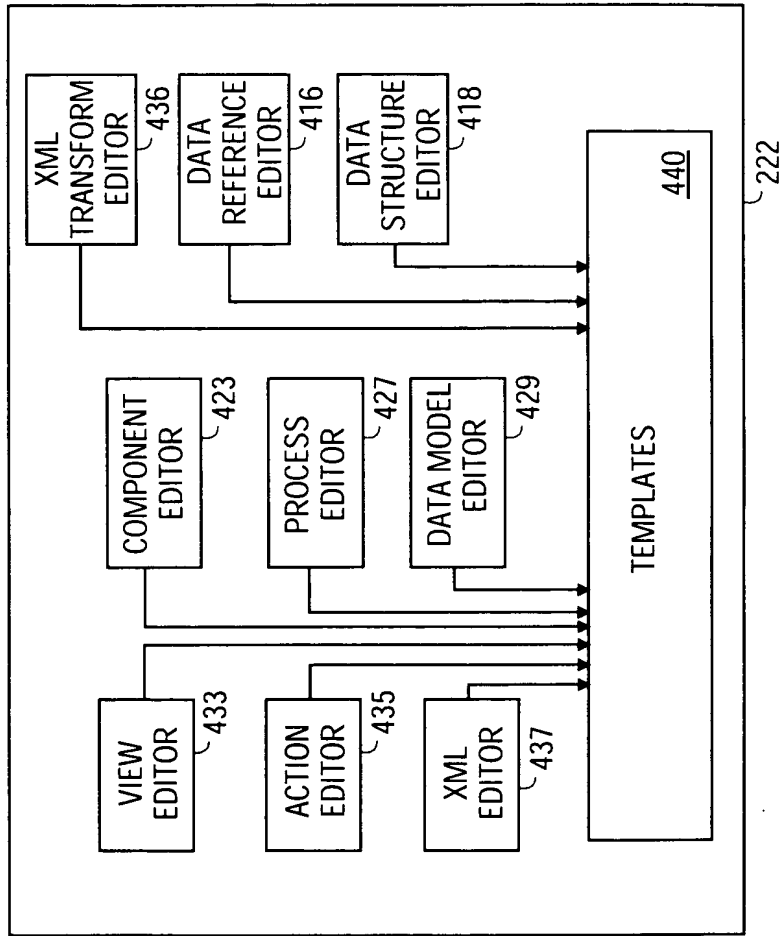 VIEW
EDITOR
433
ACTION
EDITOR
435
XML
EDITOR
437
COMPONENT
EDITOR
423
PROCESS
EDITOR
427
DATA MODEL
EDITOR
429
XML
TRANSFORM
EDITOR
436
DATA
REFERENCE
EDITOR
416
DATA
STRUCTURE
EDITOR
418
TEMPLATES
440
222